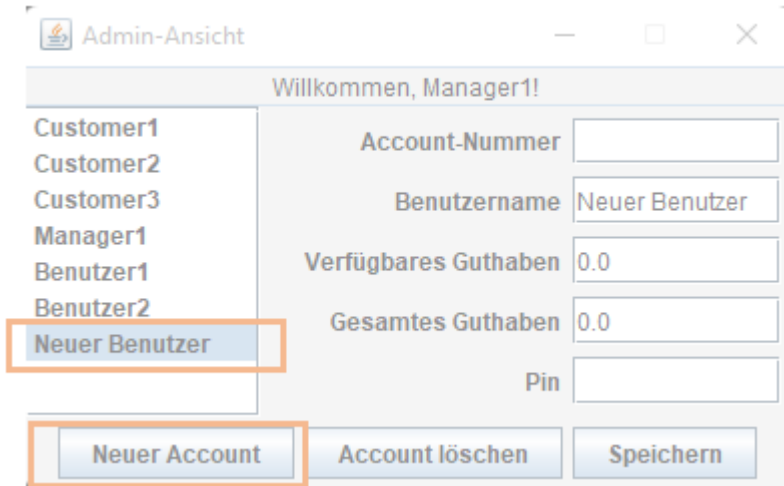 Admin-Ansicht
Willkommen, Manager1!
Customer1
Customer2
Customer3
Manager1
Benutzer1
Benutzer2
Neuer Benutzer
Account-Nummer
Benutzername Neuer Benutzer
Verfügbares Guthaben 0.0
Gesamtes Guthaben 0.0
Pin
Neuer Account Account löschen Speichern